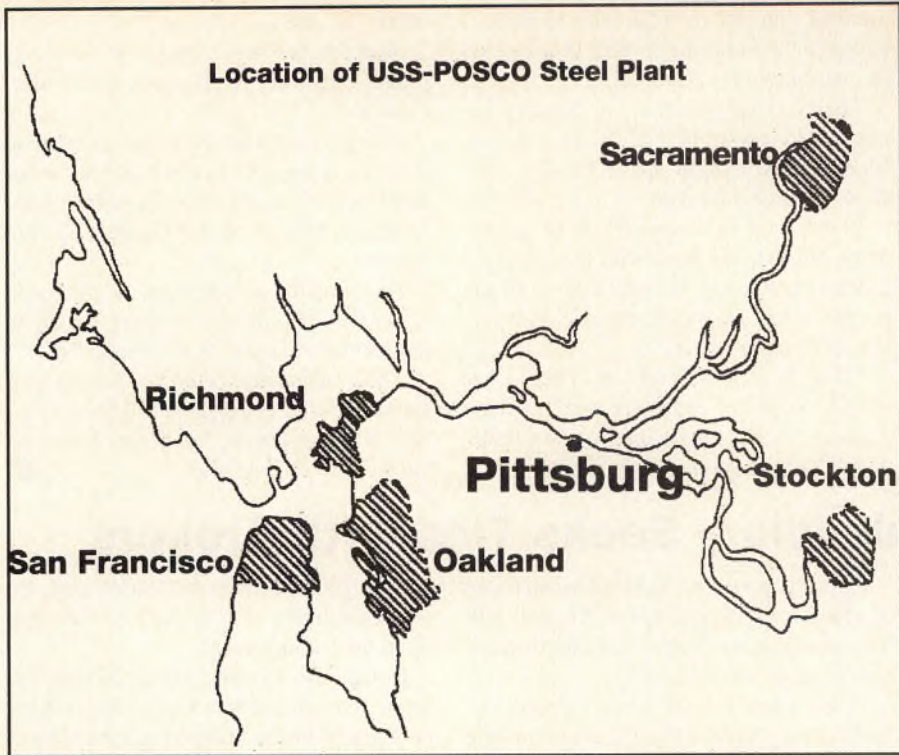 Location of USS-POSCO Steel Plant
Sacramento
Richmond
Pittsburg
Stockton
San Francisco
Oakland